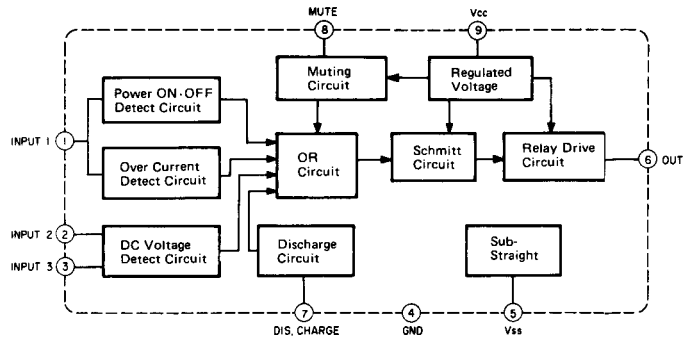 MUTE
Vcc
8
9
Muting
Circuit
Regulated
Voltage
Power ON·OFF
Detect Circuit
INPUT 1
1
Over Current
Detect Circuit
OR
Circuit
Schmitt
Circuit
Relay Drive
Circuit
6
OUT
INPUT 2
2
INPUT 3
3
DC Voltage
Detect Circuit
Discharge
Circuit
Sub-
Straight
7
4
5
DIS, CHARGE
GND
Vss